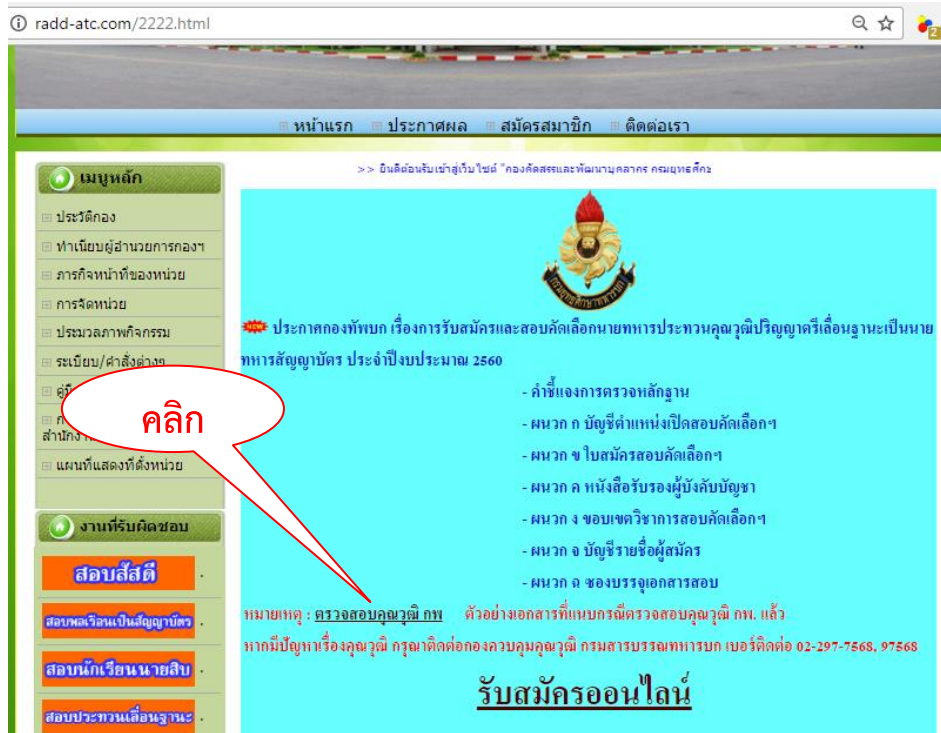 radd-atc.com/2222.html
2
หน้าแรก ประกาศผล สมัครสมาชิก ติดต่อเรา
>> ยินดีต้อนรับเข้าสู่เว็บไซต์ "กองคัดสรรและพัฒนาบุคลากร กรมยุทธศึกษ
เมนูหลัก
ประวัติกอง
ทำเนียบผู้อำนวยการกองฯ
ภารกิจหน้าที่ของหน่วย
การจัดหน่วย
ประมวลภาพกิจกรรม
ระเบียบ/คำสั่งต่างๆ
สำนักง
แผนที่แสดงที่ตั้งหน่วย
คลิก
งานที่รับผิดชอบ
สอบสัสดี
สอบพลเรือนเป็นสัญญาบัตร
สอบนักเรียนนายสิบ
สอบประทวนเลื่อนฐานะ
กรมยุทธศึกษาทหารบก
NEW ประกาศกองทัพบก เรื่องการรับสมัครและสอบคัดเลือกนายทหารประทวนคุณวุฒิปริญญาตรีเลื่อนฐานะเป็นนาย
ทหารสัญญาบัตร ประจำปีงบประมาณ 2560
- คำชี้แจงการตรวจหลักฐาน
- ผนวก ก บัญชีตำแหน่งเปิดสอบคัดเลือกฯ
- ผนวก ข ใบสมัครสอบคัดเลือกฯ
- ผนวก ค หนังสือรับรองผู้บังคับบัญชา
- ผนวก ง ขอบเขตวิชาการสอบคัดเลือกฯ
- ผนวก จ บัญชีรายชื่อผู้สมัคร
- ผนวก ฉ ซองบรรจุเอกสารสอบ
หมายเหตุ : ตรวจสอบคุณวุฒิ กพ ตัวอย่างเอกสารที่แนบกรณีตรวจสอบคุณวุฒิ กพ. แล้ว
หากมีปัญหาเรื่องคุณวุฒิ กรุณาติดต่อกองควบคุมคุณวุฒิ กรมสารบรรณทหารบก เบอร์ติดต่อ 02-297-7568, 97568
รับสมัครออนไลน์